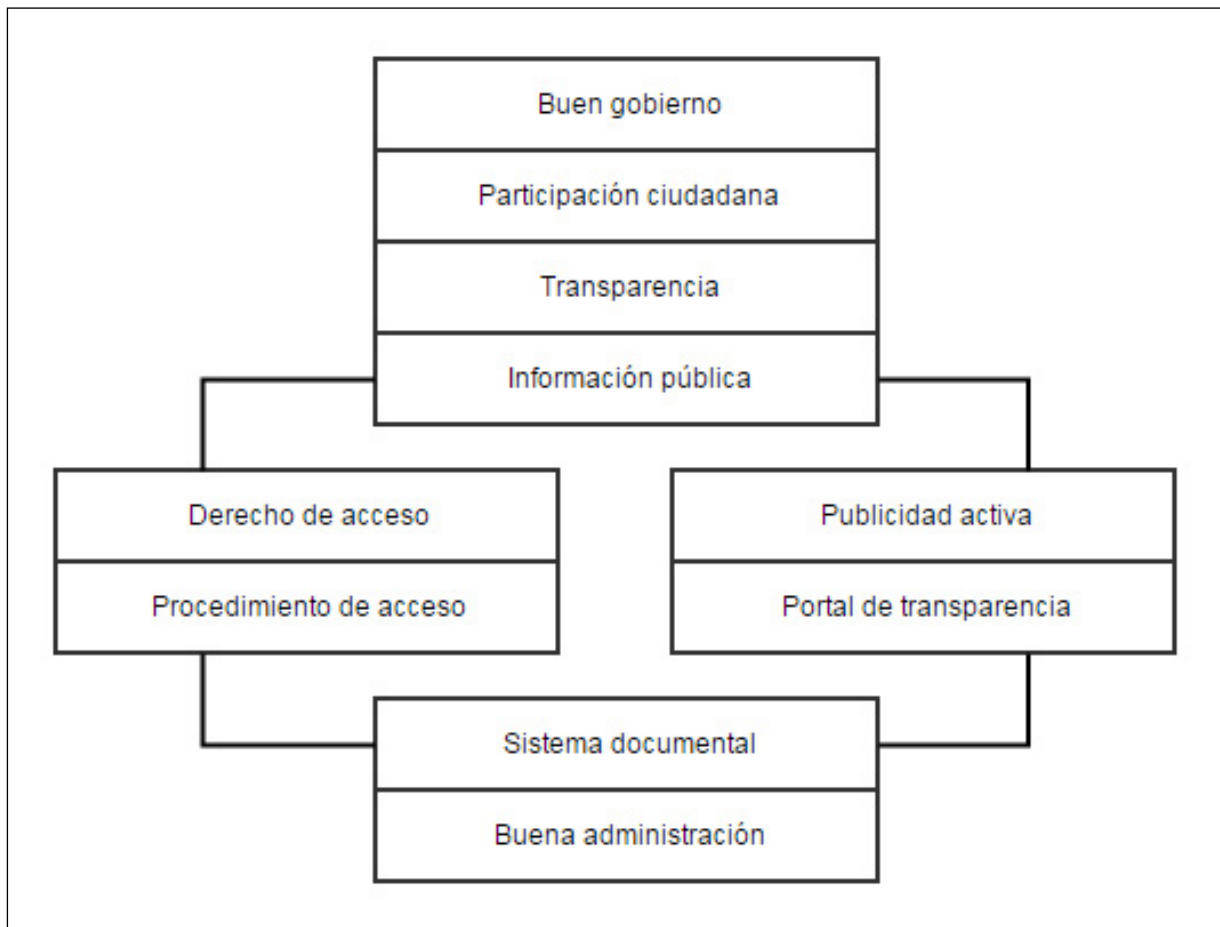 Buen gobierno
Participación ciudadana
Transparencia
Información pública
Derecho de acceso
Procedimiento de acceso
Publicidad activa
Portal de transparencia
Sistema documental
Buena administración